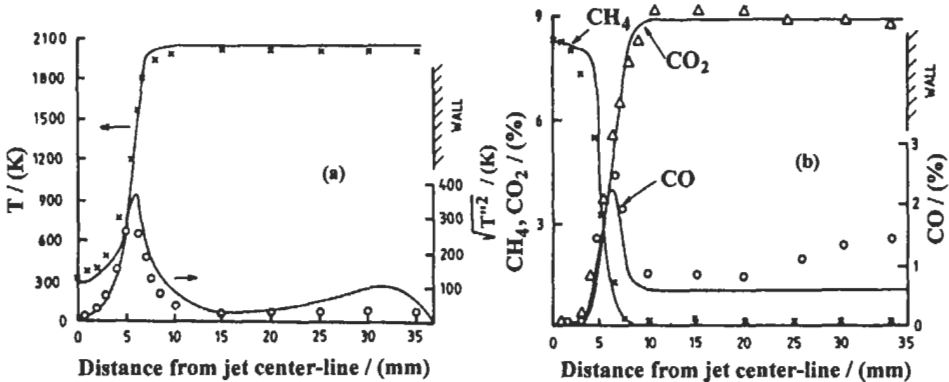 2100
1800
1500
1200
900
600
300
0
T / (K)
0
5
10
15
20
25
30
35
Distance from jet center-line / (mm)
(a)
WALL
400
300
200
100
0
√T"² / (K)
9
6
3
CH₄, CO₂ / (%)
CH₄
CO₂
CO
(b)
WALL
3
2
1
0
CO / (%)
0
5
10
15
20
25
30
35
Distance from jet center-line / (mm)